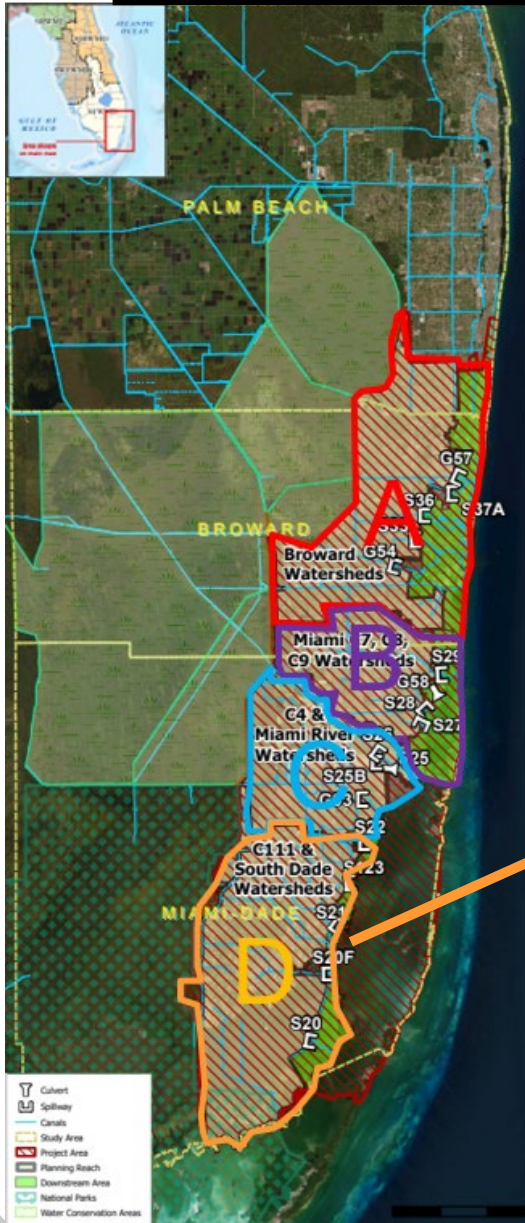 ATLANTIC
OCEAN
GULF OF
MEXICO
PALM BEACH
G57
S36
S37A
A
BROWARD
G54
Broward
Watersheds
Miami C7, C8,
C9 Watersheds
B
S29
G58
S28
S27
C4 &
Miami River
Watersheds
C
S25B
G93
S22
C111 &
South Dade
Watersheds
MIAMI-DADE
S21
D
S20F
S20
Culvert
Spillway
Canals
Study Area
Project Area
Planning Reach
Downstream Area
National Parks
Water Conservation Areas